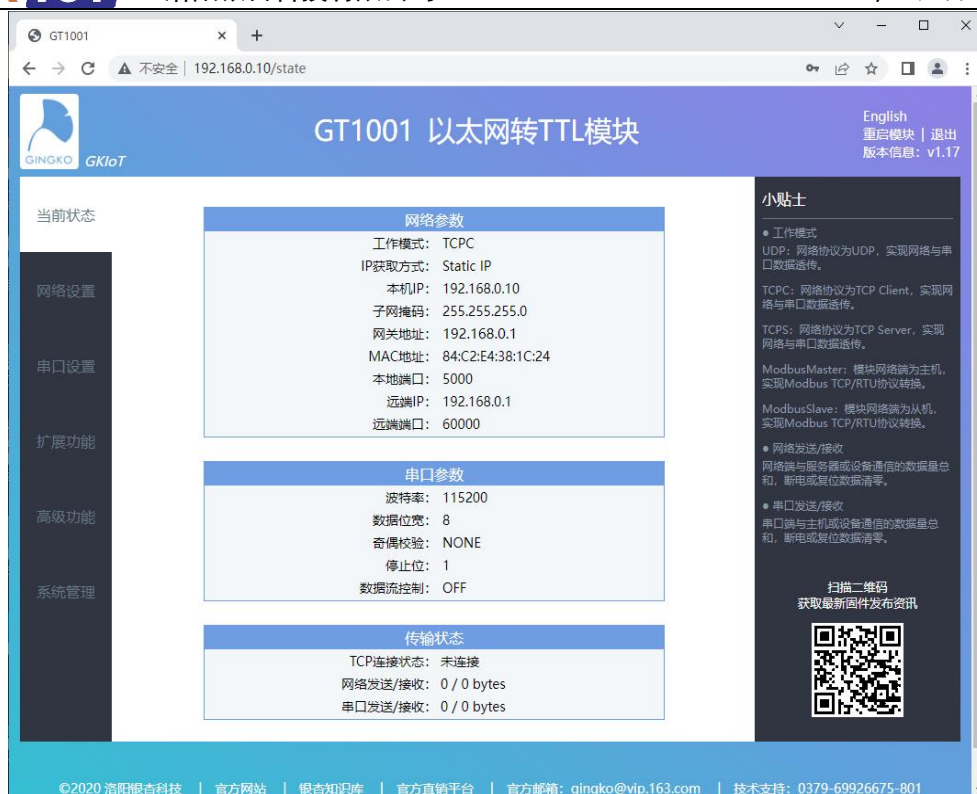 GT1001
不安全 | 192.168.0.10/state
GINGKO GKIoT
GT1001 以太网转TTL模块
English
重启模块 | 退出
版本信息: v1.17
当前状态
网络设置
串口设置
扩展功能
高级功能
系统管理
网络参数
工作模式: TCPC
IP获取方式: Static IP
本机IP: 192.168.0.10
子网掩码: 255.255.255.0
网关地址: 192.168.0.1
MAC地址: 84:C2:E4:38:1C:24
本地端口: 5000
远端IP: 192.168.0.1
远端端口: 60000
串口参数
波特率: 115200
数据位宽: 8
奇偶校验: NONE
停止位: 1
数据流控制: OFF
传输状态
TCP连接状态: 未连接
网络发送/接收: 0 / 0 bytes
串口发送/接收: 0 / 0 bytes
小贴士
● 工作模式
UDP: 网络协议为UDP, 实现网络与串
口数据透传。
TCPC: 网络协议为TCP Client, 实现网
络与串口数据透传。
TCPS: 网络协议为TCP Server, 实现
网络与串口数据透传。
ModbusMaster: 模块网络端为主机,
实现Modbus TCP/RTU协议转换。
ModbusSlave: 模块网络端为从机,
实现Modbus TCP/RTU协议转换。
● 网络发送/接收
网络端与服务器或设备通信的数据量总
和, 断电或复位数据清零。
● 串口发送/接收
串口端与主机或设备通信的数据量总
和, 断电或复位数据清零。
扫描二维码
获取最新固件发布资讯
©2020 洛阳银杏科技 | 官方网站 | 银杏知识库 | 官方直销平台 | 官方邮箱: gingko@vip.163.com | 技术支持: 0379-69926675-801